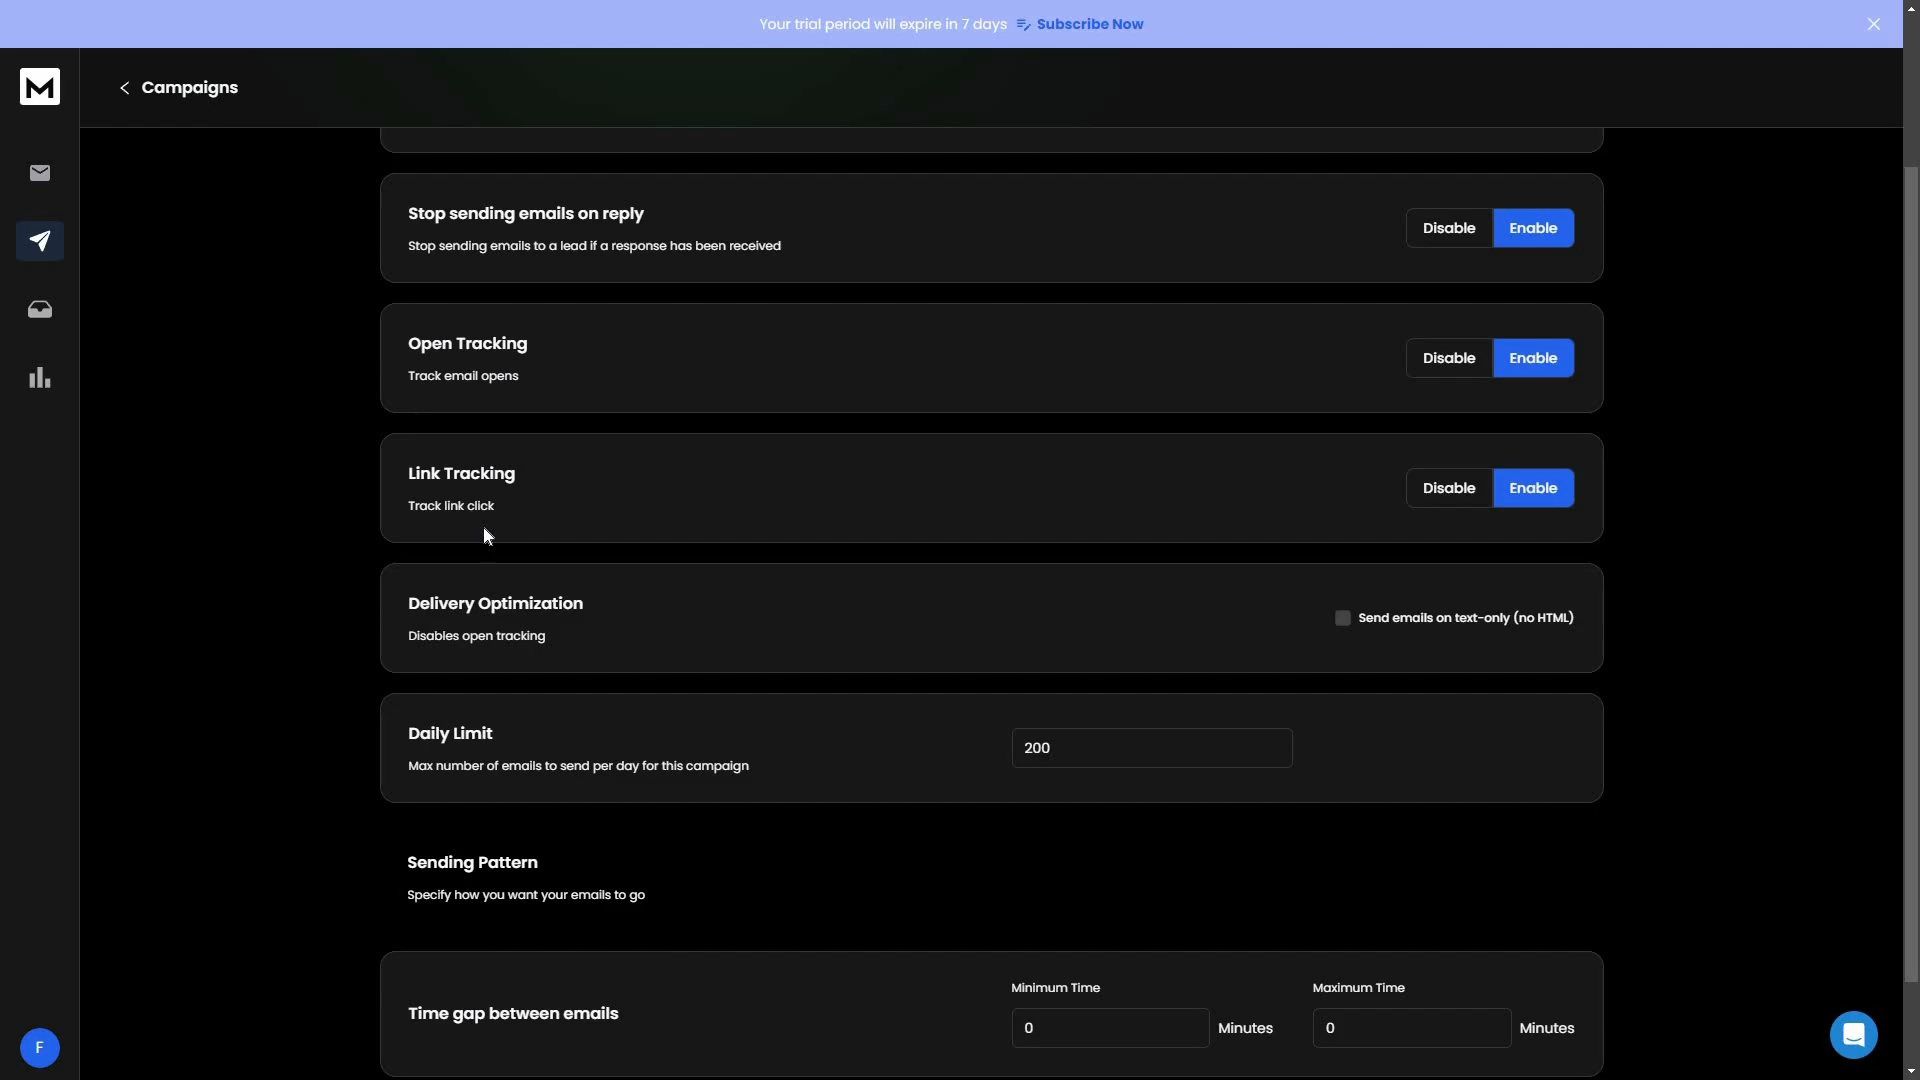 Your trial period will expire in 7 days Subscribe Now
M
Campaigns
Stop sending emails on reply
Stop sending emails to a lead if a response has been received
Disable Enable
Open Tracking
Track email opens
Disable Enable
Link Tracking
Track link click
Disable Enable
Delivery Optimization
Disables open tracking
Send emails on text-only (no HTML)
Daily Limit
Max number of emails to send per day for this campaign
200
Sending Pattern
Specify how you want your emails to go
Time gap between emails
Minimum Time
0 Minutes
Maximum Time
0 Minutes
F